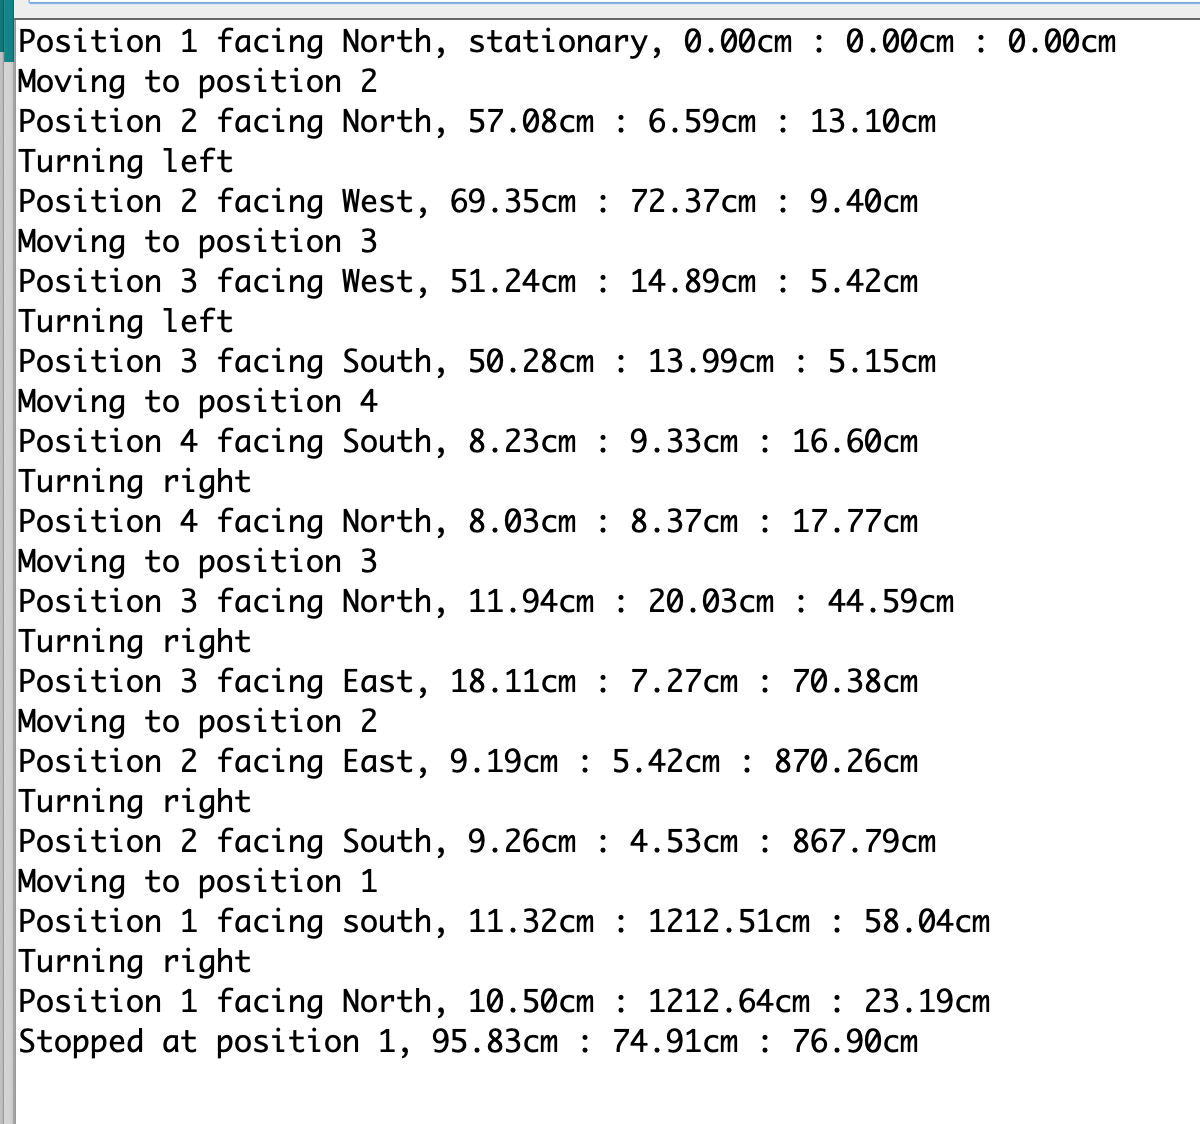 Position 1 facing North, stationary, 0.00cm : 0.00cm : 0.00cm
Moving to position 2
Position 2 facing North, 57.08cm : 6.59cm : 13.10cm
Turning left
Position 2 facing West, 69.35cm : 72.37cm : 9.40cm
Moving to position 3
Position 3 facing West, 51.24cm : 14.89cm : 5.42cm
Turning left
Position 3 facing South, 50.28cm : 13.99cm : 5.15cm
Moving to position 4
Position 4 facing South, 8.23cm : 9.33cm : 16.60cm
Turning right
Position 4 facing North, 8.03cm : 8.37cm : 17.77cm
Moving to position 3
Position 3 facing North, 11.94cm : 20.03cm : 44.59cm
Turning right
Position 3 facing East, 18.11cm : 7.27cm : 70.38cm
Moving to position 2
Position 2 facing East, 9.19cm : 5.42cm : 870.26cm
Turning right
Position 2 facing South, 9.26cm : 4.53cm : 867.79cm
Moving to position 1
Position 1 facing south, 11.32cm : 1212.51cm : 58.04cm
Turning right
Position 1 facing North, 10.50cm : 1212.64cm : 23.19cm
Stopped at position 1, 95.83cm : 74.91cm : 76.90cm